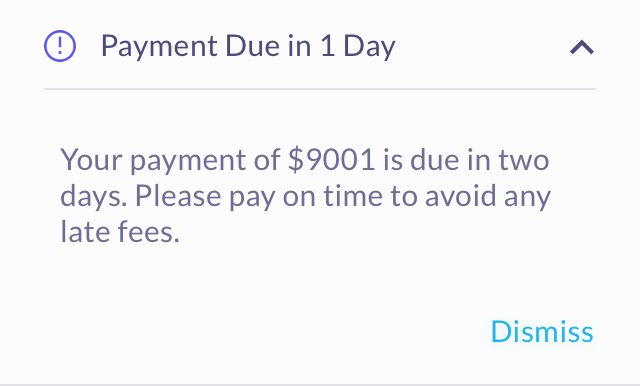 Payment Due in 1 Day
Your payment of $9001 is due in two
days. Please pay on time to avoid any
late fees.
Dismiss